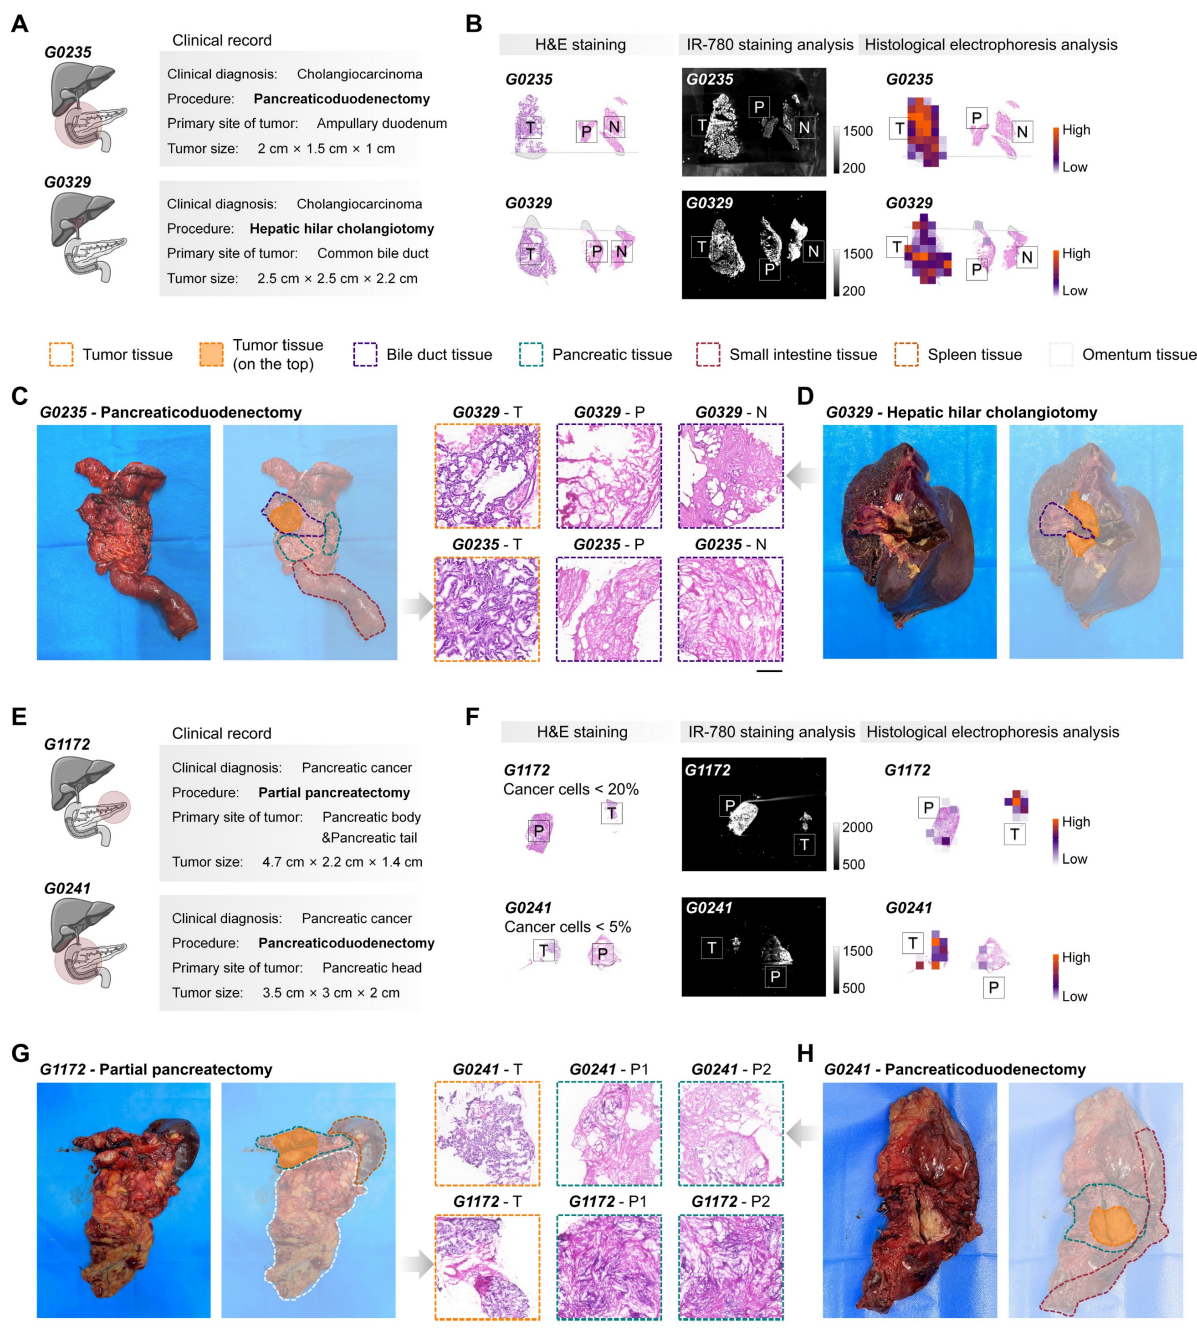 A
G0235
Clinical record
Clinical diagnosis: Cholangiocarcinoma
Procedure: Pancreaticoduodenectomy
Primary site of tumor: Ampullary duodenum
Tumor size: 2 cm × 1.5 cm × 1 cm
G0329
Clinical diagnosis: Cholangiocarcinoma
Procedure: Hepatic hilar cholangiotomy
Primary site of tumor: Common bile duct
Tumor size: 2.5 cm × 2.5 cm × 2.2 cm
B
H&E staining
IR-780 staining analysis
Histological electrophoresis analysis
G0235
T
P
N
G0235
T
P
N
1500
200
G0235
T
P
N
High
Low
G0329
T
P
N
G0329
T
P
N
1500
200
G0329
T
P
N
High
Low
Tumor tissue
Tumor tissue
(on the top)
Bile duct tissue
Pancreatic tissue
Small intestine tissue
Spleen tissue
Omentum tissue
C
G0235 - Pancreaticoduodenectomy
G0329 - T
G0329 - P
G0329 - N
G0235 - T
G0235 - P
G0235 - N
D
G0329 - Hepatic hilar cholangiotomy
E
G1172
Clinical record
Clinical diagnosis: Pancreatic cancer
Procedure: Partial pancreatectomy
Primary site of tumor: Pancreatic body
&Pancreatic tail
Tumor size: 4.7 cm × 2.2 cm × 1.4 cm
G0241
Clinical diagnosis: Pancreatic cancer
Procedure: Pancreaticoduodenectomy
Primary site of tumor: Pancreatic head
Tumor size: 3.5 cm × 3 cm × 2 cm
F
H&E staining
IR-780 staining analysis
Histological electrophoresis analysis
G1172
Cancer cells < 20%
P
T
G1172
P
T
2000
500
G1172
P
T
High
Low
G0241
Cancer cells < 5%
T
P
G0241
T
P
1500
500
G0241
T
P
High
Low
G
G1172 - Partial pancreatectomy
G0241 - T
G0241 - P1
G0241 - P2
G1172 - T
G1172 - P1
G1172 - P2
H
G0241 - Pancreaticoduodenectomy